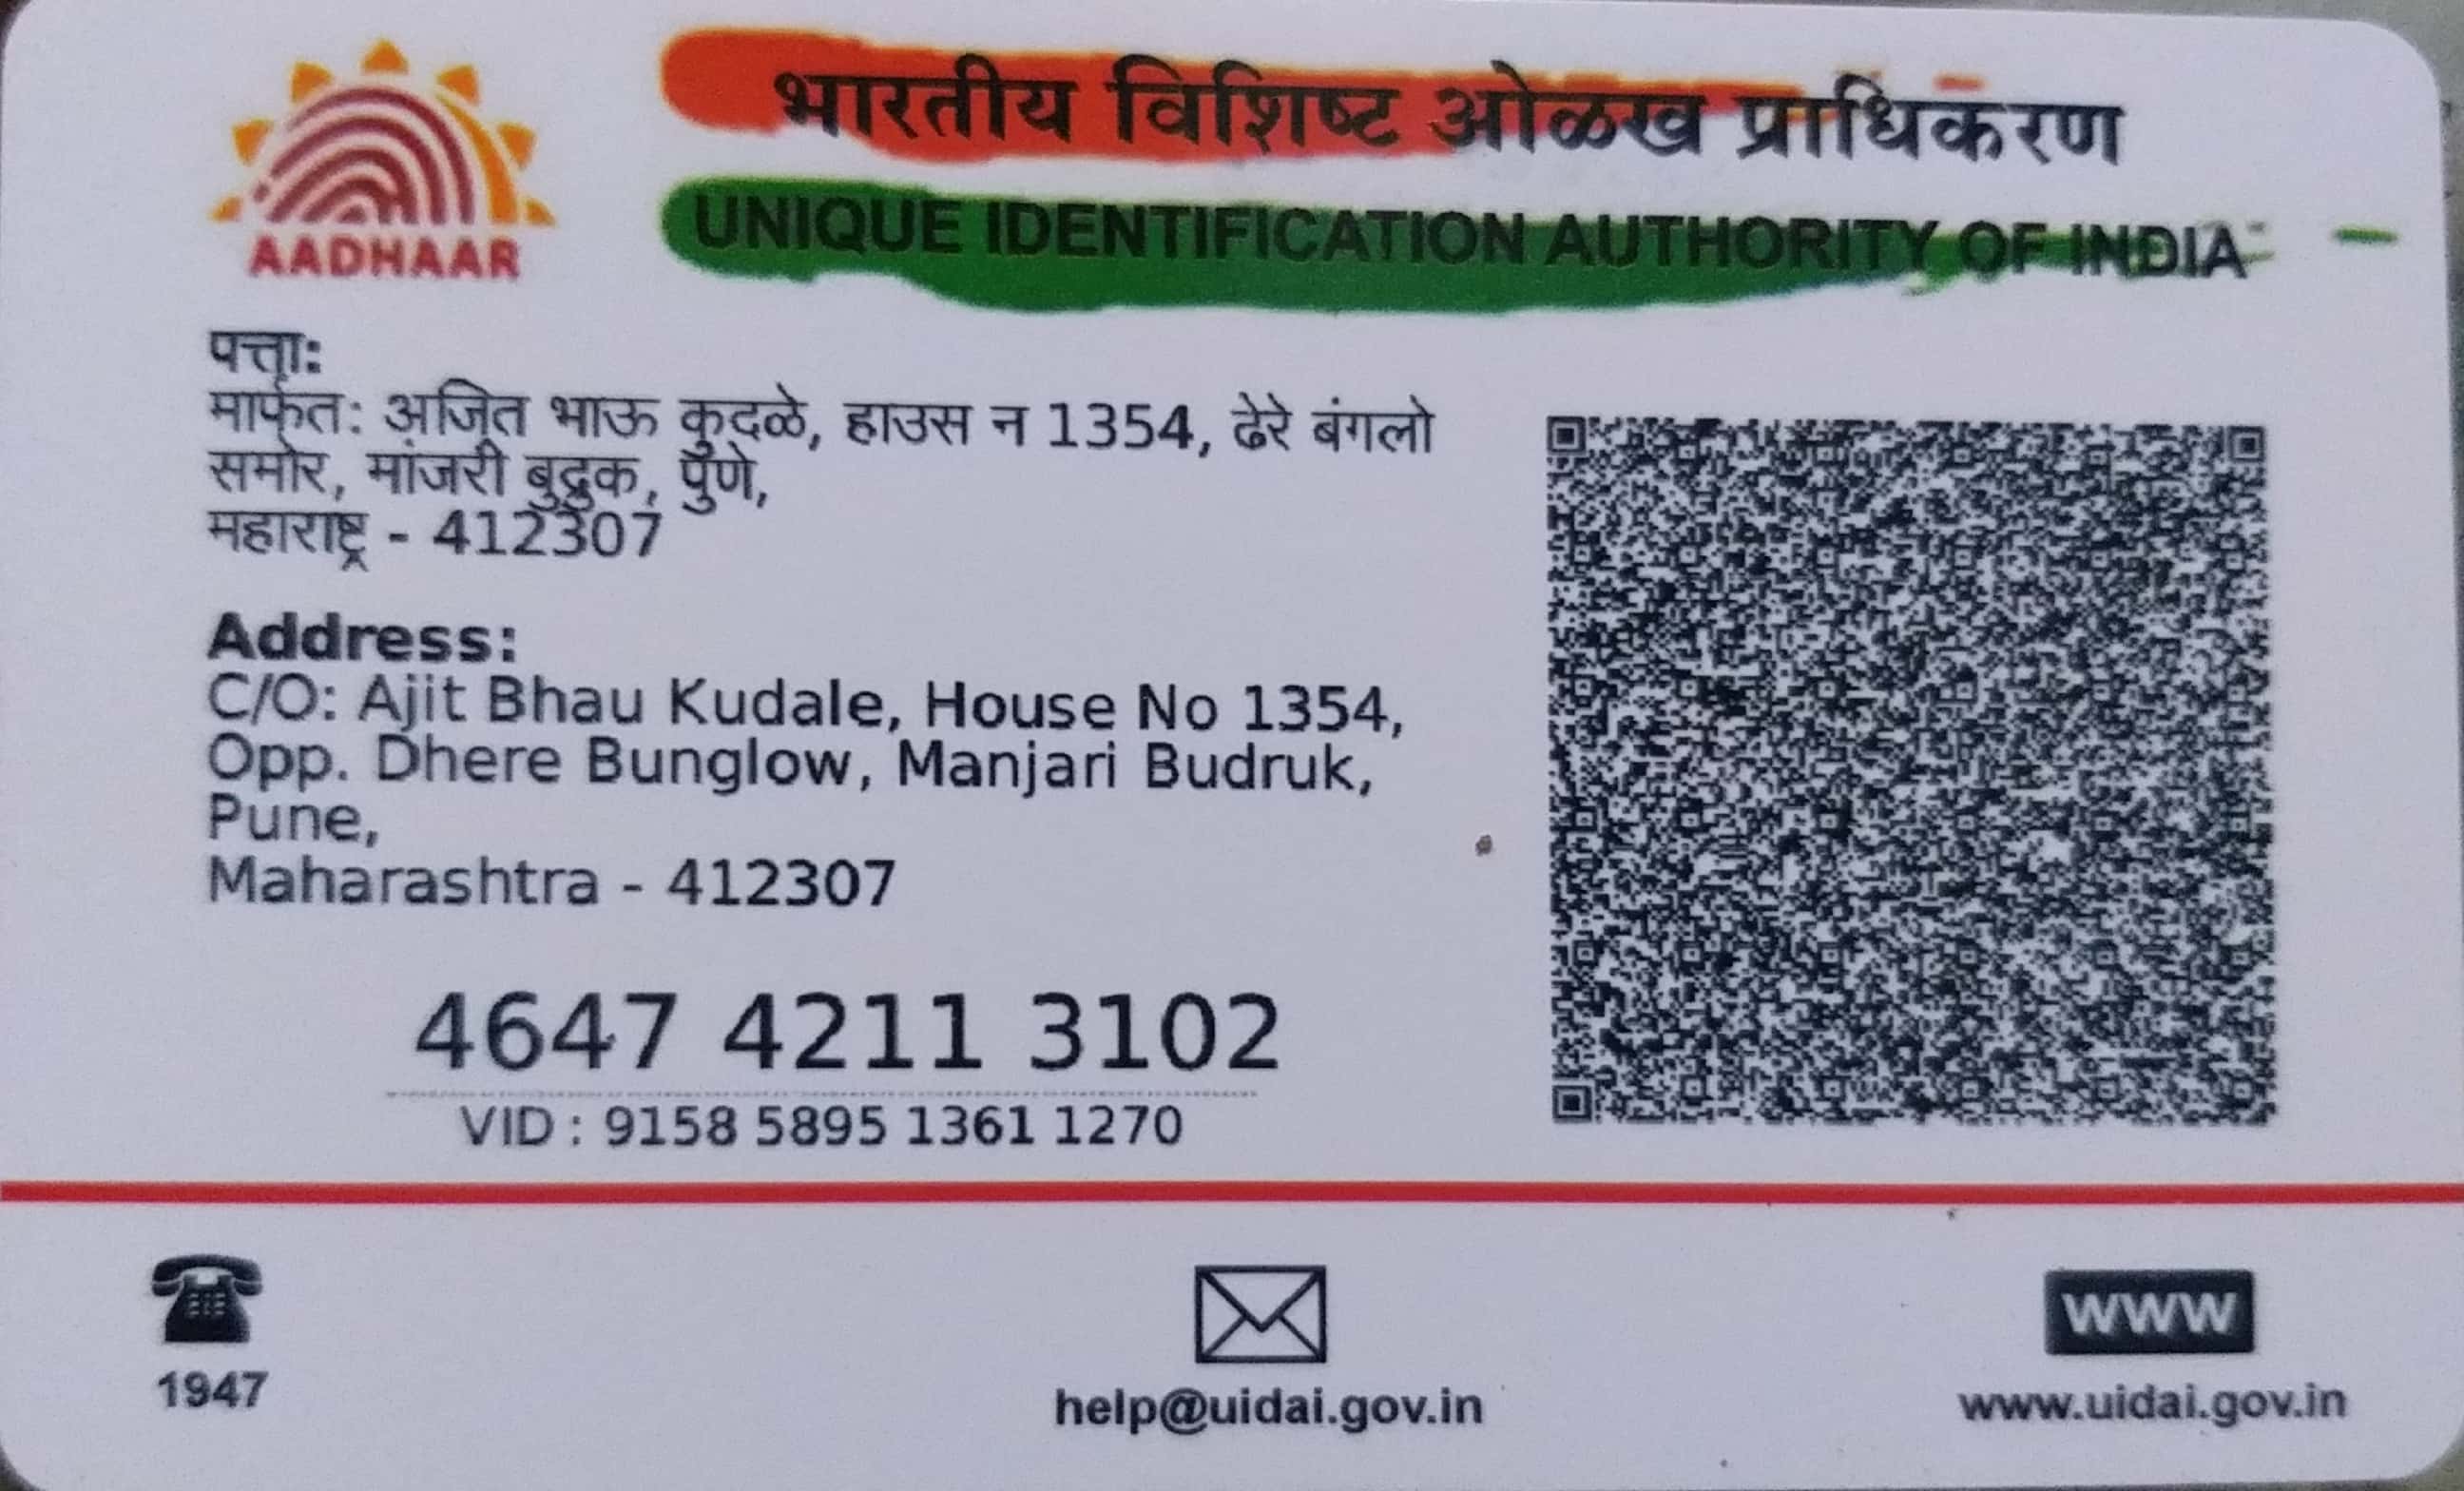 AADHAAR
भारतीय विशिष्ट ओळख प्राधिकरण
UNIQUE IDENTIFICATION AUTHORITY OF INDIA
पत्ता:
मार्फत: अजित भाऊ कुदळे, हाउस न 1354, ढेरे बंगलो
समोर, मांजरी बुद्रुक, पुणे,
महाराष्ट्र - 412307
Address:
C/O: Ajit Bhau Kudale, House No 1354,
Opp. Dhere Bunglow, Manjari Budruk,
Pune,
Maharashtra - 412307
4647 4211 3102
VID : 9158 5895 1361 1270
1947
help@uidai.gov.in
www
www.uidai.gov.in